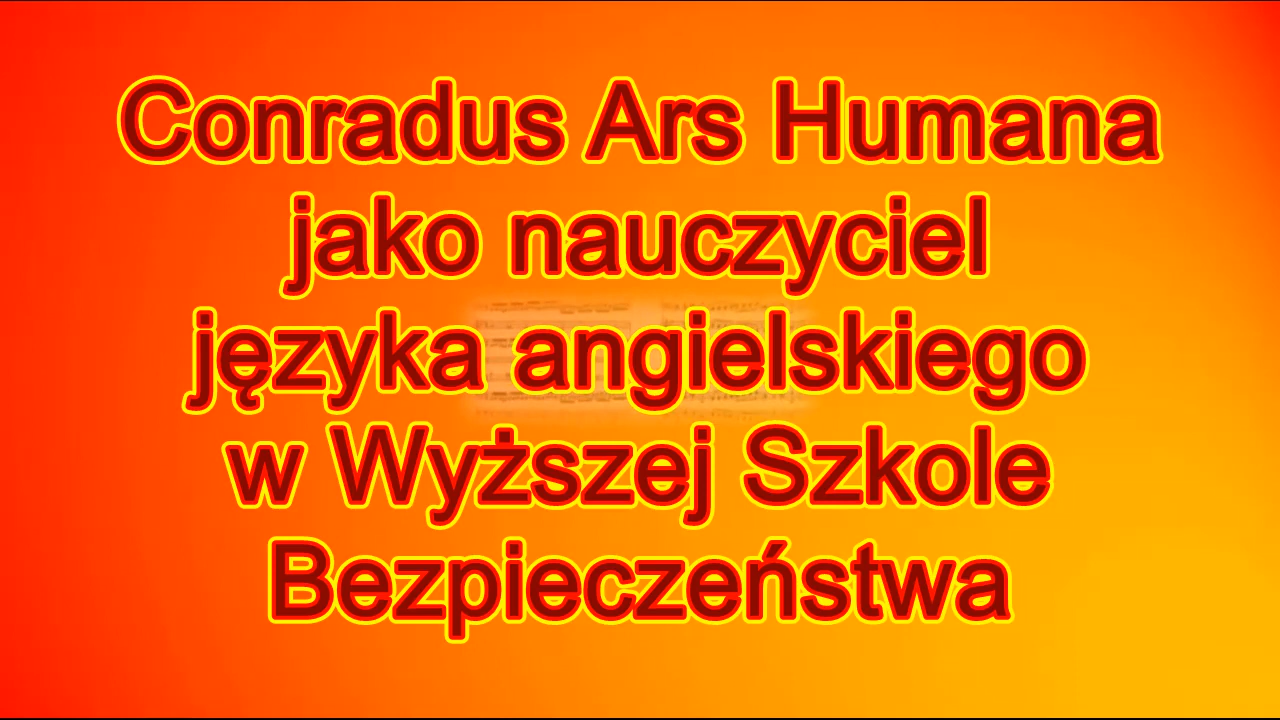 Conradus Ars Humana
jako nauczyciel
języka angielskiego
w Wyższej Szkole
Bezpieczeństwa